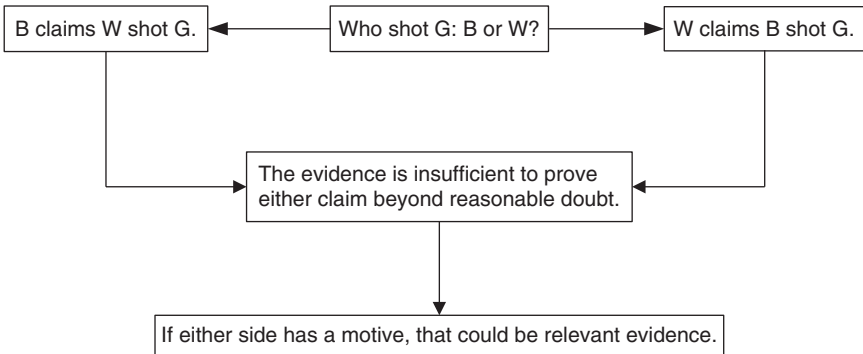 B claims W shot G.
Who shot G: B or W?
W claims B shot G.
The evidence is insufficient to prove
either claim beyond reasonable doubt.
If either side has a motive, that could be relevant evidence.